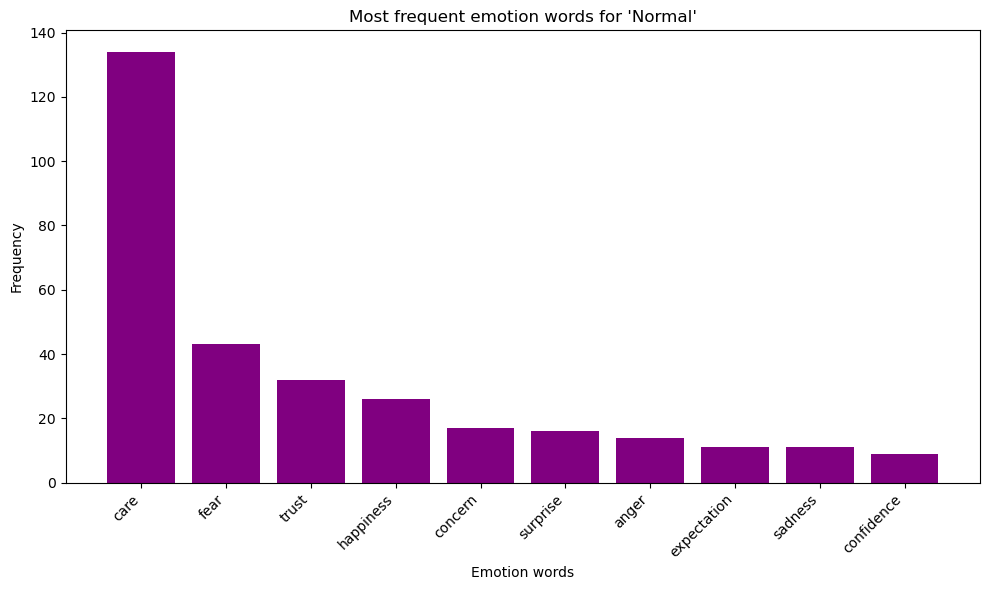 Most frequent emotion words for 'Normal'
140
120
100
80
60
40
20
0
Frequency
care
fear
trust
happiness
concern
surprise
anger
expectation
sadness
confidence
Emotion words